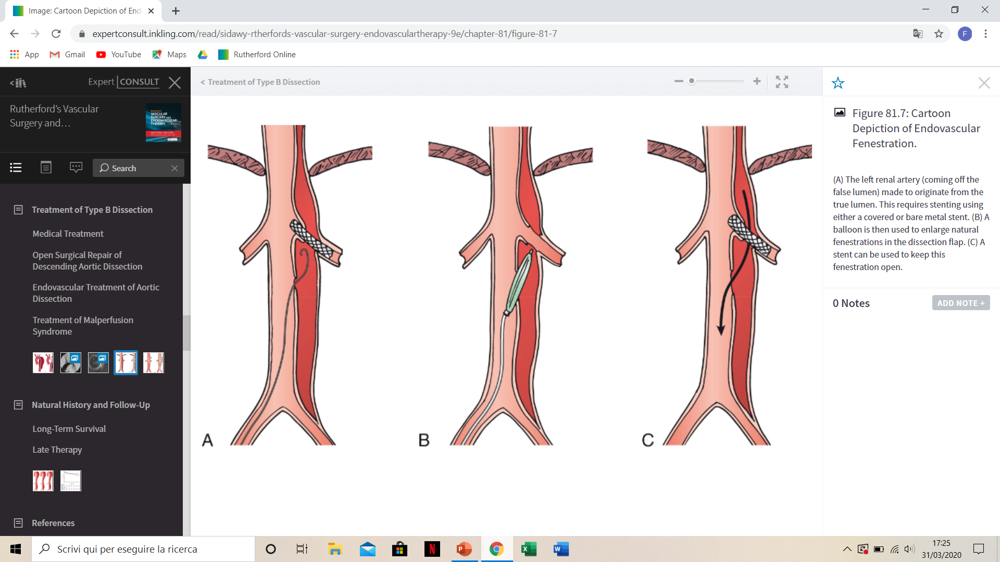 Image: Cartoon Depiction of End
expertconsult.inkling.com/read/sidawy-rtherfords-vascular-surgery-endovasculartherapy-9e/chapter-81/figure-81-7
F
App
Gmail
YouTube
Maps
Rutherford Online
Expert CONSULT
Rutherford's Vascular
Surgery and…
VASCULAR
SURGERY AND
ENDOVASCULAR
THERAPY
Search
Treatment of Type B Dissection
Medical Treatment
Open Surgical Repair of
Descending Aortic Dissection
Endovascular Treatment of Aortic
Dissection
Treatment of Malperfusion
Syndrome
Natural History and Follow-Up
Long-Term Survival
Late Therapy
References
< Treatment of Type B Dissection
A
B
C
Figure 81.7: Cartoon
Depiction of Endovascular
Fenestration.
(A) The left renal artery (coming off the
false lumen) made to originate from the
true lumen. This requires stenting using
either a covered or bare metal stent. (B) A
balloon is then used to enlarge natural
fenestrations in the dissection flap. (C) A
stent can be used to keep this
fenestration open.
0 Notes
ADD NOTE +
Scrivi qui per eseguire la ricerca
N
P
X
W
17:25
31/03/2020